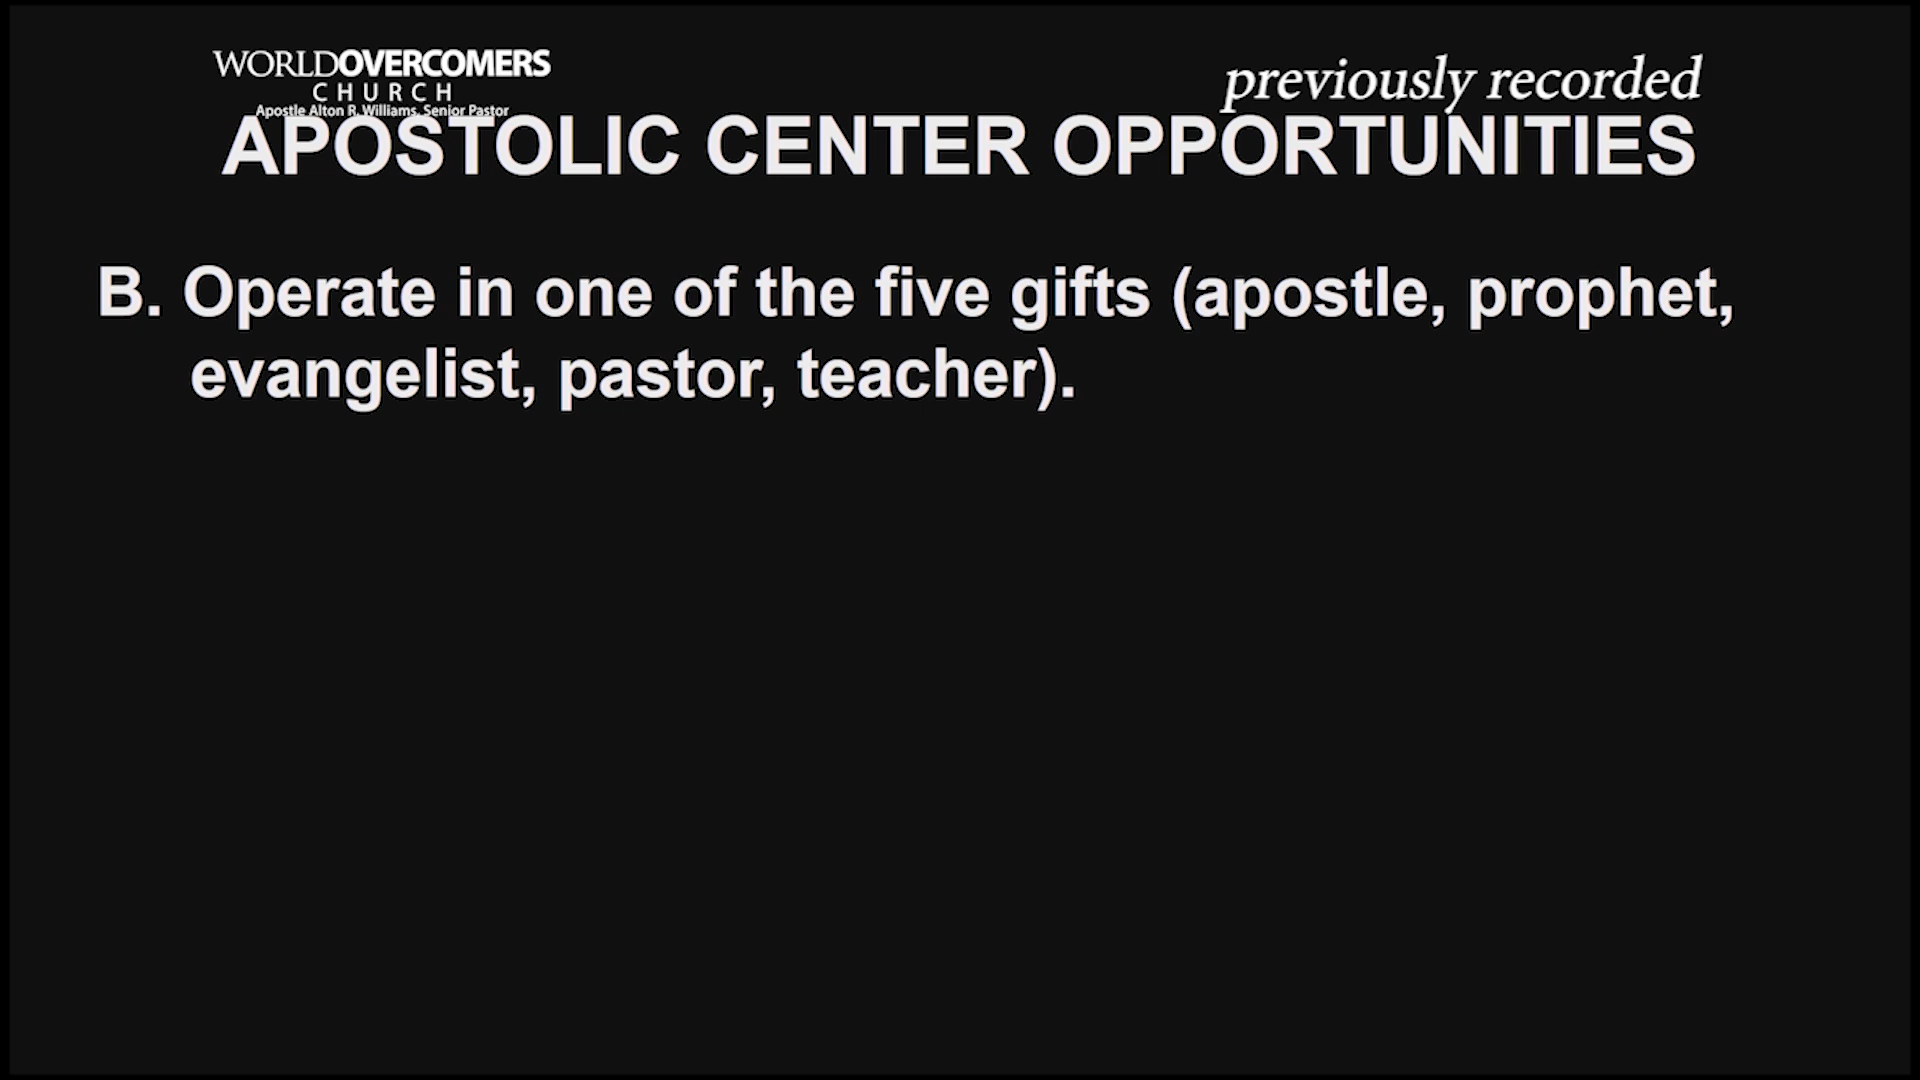 WORLDOVERCOMERS
CHURCH
Apostle Alton R. Williams, Senior Pastor
previously recorded
APOSTOLIC CENTER OPPORTUNITIES
B. Operate in one of the five gifts (apostle, prophet,
evangelist, pastor, teacher).